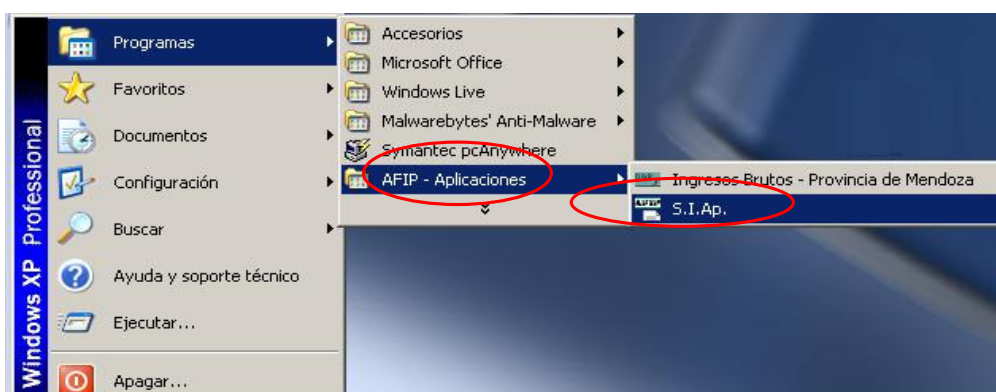 Windows XP Professional
Programas
Favoritos
Documentos
Configuración
Buscar
Ayuda y soporte técnico
Ejecutar...
Apagar...
Accesorios
Microsoft Office
Windows Live
Malwarebytes' Anti-Malware
Symantec pcAnywhere
AFIP - Aplicaciones
Ingresos Brutos - Provincia de Mendoza
S.I.Ap.